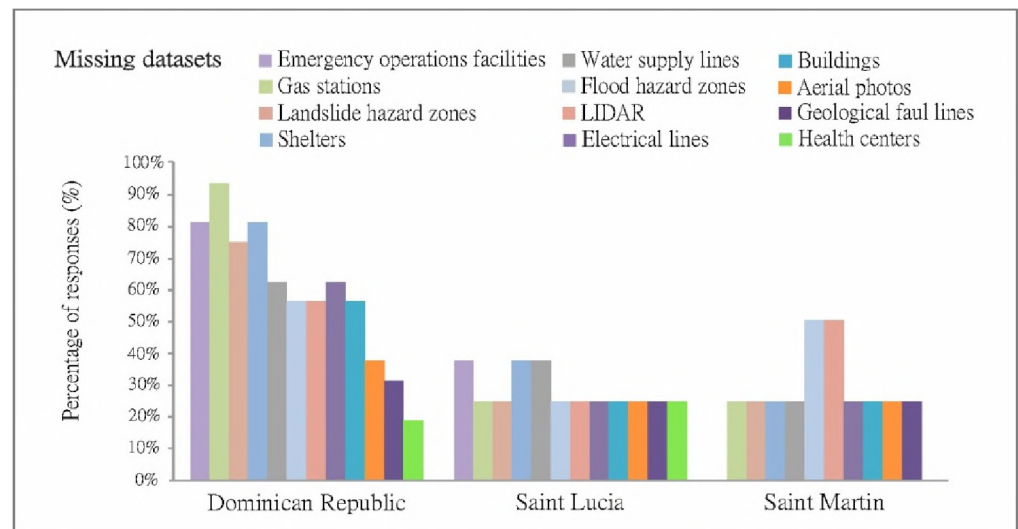 Missing datasets
Emergency operations facilities
Gas stations
Landslide hazard zones
Shelters
Water supply lines
Flood hazard zones
LIDAR
Electrical lines
Buildings
Aerial photos
Geological faul lines
Health centers
Percentage of responses (%)
100%
90%
80%
70%
60%
50%
40%
30%
20%
10%
0%
Dominican Republic
Saint Lucia
Saint Martin